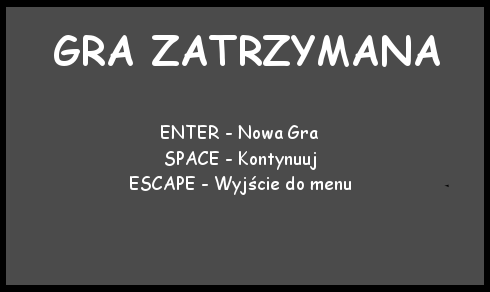 GRA ZATRZYMANA
ENTER - Nowa Gra
SPACE - Kontynuuj
ESCAPE - Wyjście do menu